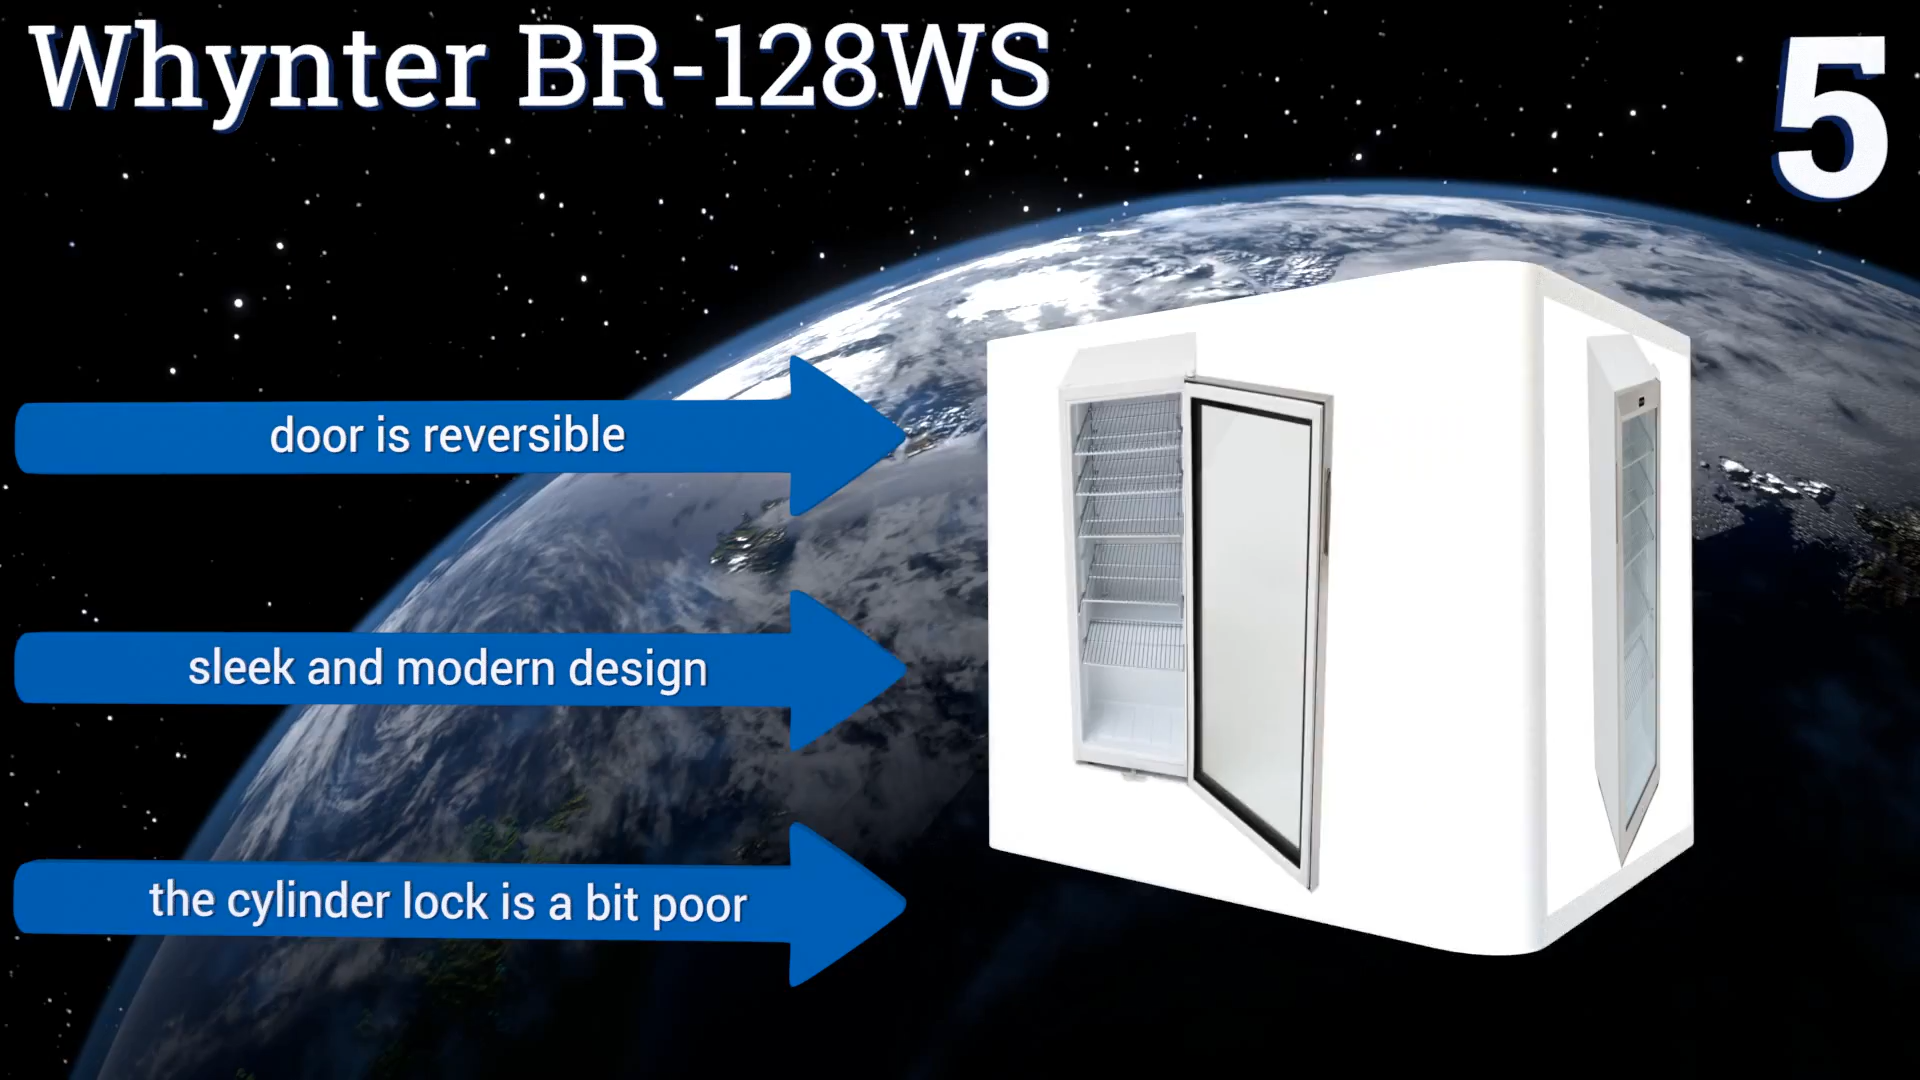 Whynter BR-128WS
5
door is reversible
sleek and modern design
the cylinder lock is a bit poor